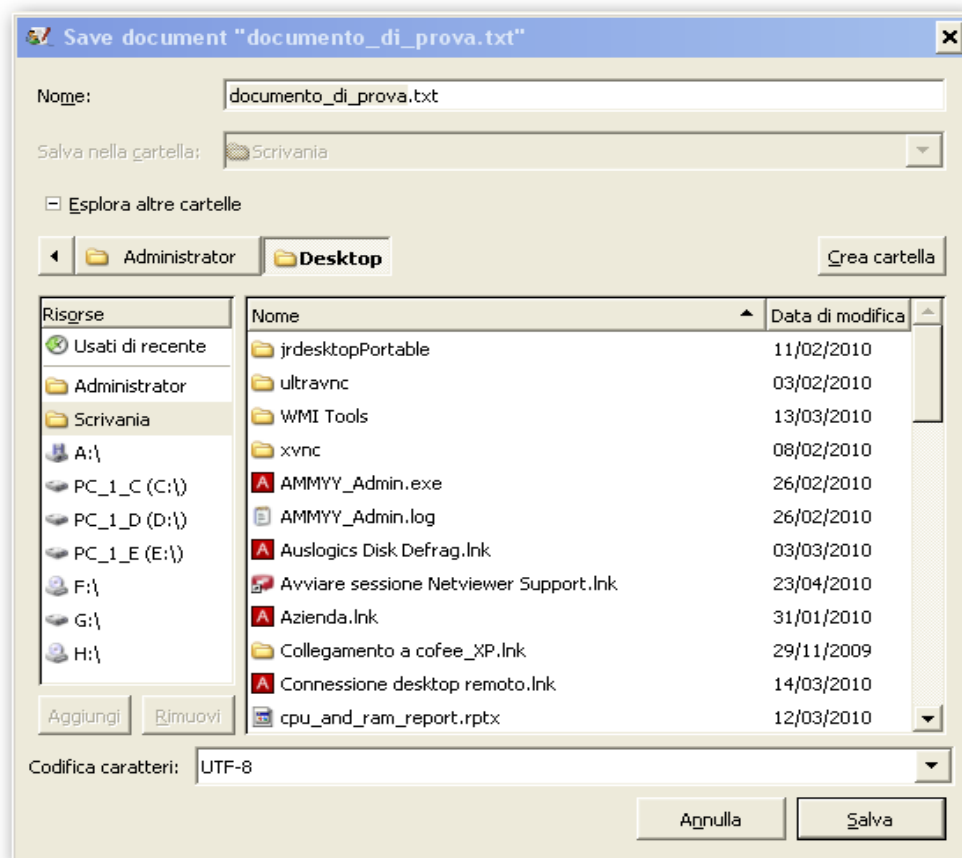 Save document "documento_di_prova.txt"
Nome: documento_di_prova.txt
Salva nella cartella: Scrivania
Esplora altre cartelle
Administrator Desktop Crea cartella
Risorse Nome Data di modifica
Usati di recente jrdesktopPortable 11/02/2010
Administrator ultravnc 03/02/2010
Scrivania WMI Tools 13/03/2010
A:\ xvnc 08/02/2010
PC_1_C (C:\) AMMYY_Admin.exe 26/02/2010
PC_1_D (D:\) AMMYY_Admin.log 26/02/2010
PC_1_E (E:\) Auslogics Disk Defrag.lnk 03/03/2010
F:\ Avviare sessione Netviewer Support.lnk 23/04/2010
G:\ Azienda.lnk 31/01/2010
H:\ Collegamento a cofee_XP.lnk 29/11/2009
Connessione desktop remoto.lnk 14/03/2010
Aggiungi Rimuovi cpu_and_ram_report.rptx 12/03/2010
Codifica caratteri: UTF-8
Annulla Salva